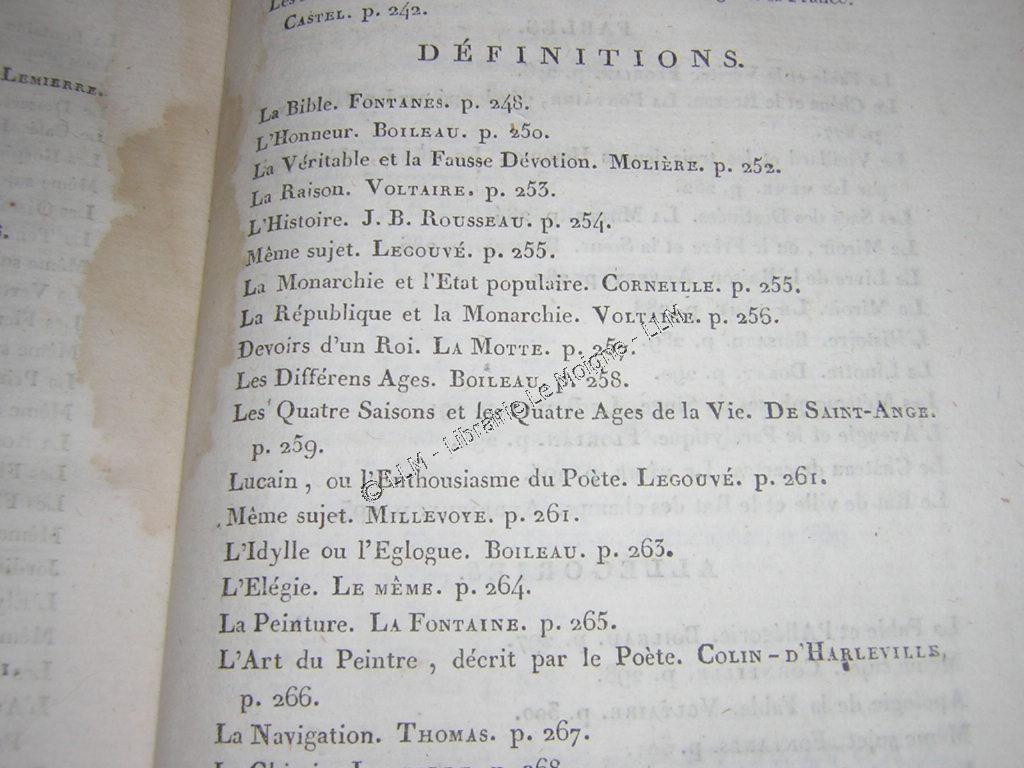 CASTEL. p. 242.
LEMIERRE.
DÉFINITIONS.
La Bible. FONTANES. p. 248.
L'Honneur. BOILEAU. p. 250.
La Véritable et la Fausse Dévotion. MOLIÈRE. p. 252.
La Raison. VOLTAIRE. p. 253.
L'Histoire. J. B. ROUSSEAU. p. 254.
Même sujet. LEGOUVÉ. p. 255.
La Monarchie et l'Etat populaire. CORNEILLE. p. 255.
La République et la Monarchie. VOLTAIRE. p. 256.
Devoirs d'un Roi. LA MOTTE. p. 257.
Les Différens Ages. BOILEAU. p. 258.
Les Quatre Saisons et les Quatre Ages de la Vie. DE SAINT-ANGE.
p. 259.
Lucain, ou l'Enthousiasme du Poète. LEGOUVÉ. p. 261.
Même sujet. MILLEVOYE. p. 261.
L'Idylle ou l'Eglogue. BOILEAU. p. 263.
L'Elégie. LE MÊME. p. 264.
La Peinture. LA FONTAINE. p. 265.
L'Art du Peintre, décrit par le Poète. COLIN-D'HARLEVILLE,
p. 266.
La Navigation. THOMAS. p. 267.
© LLM - Librairie Le Moigne - LLM